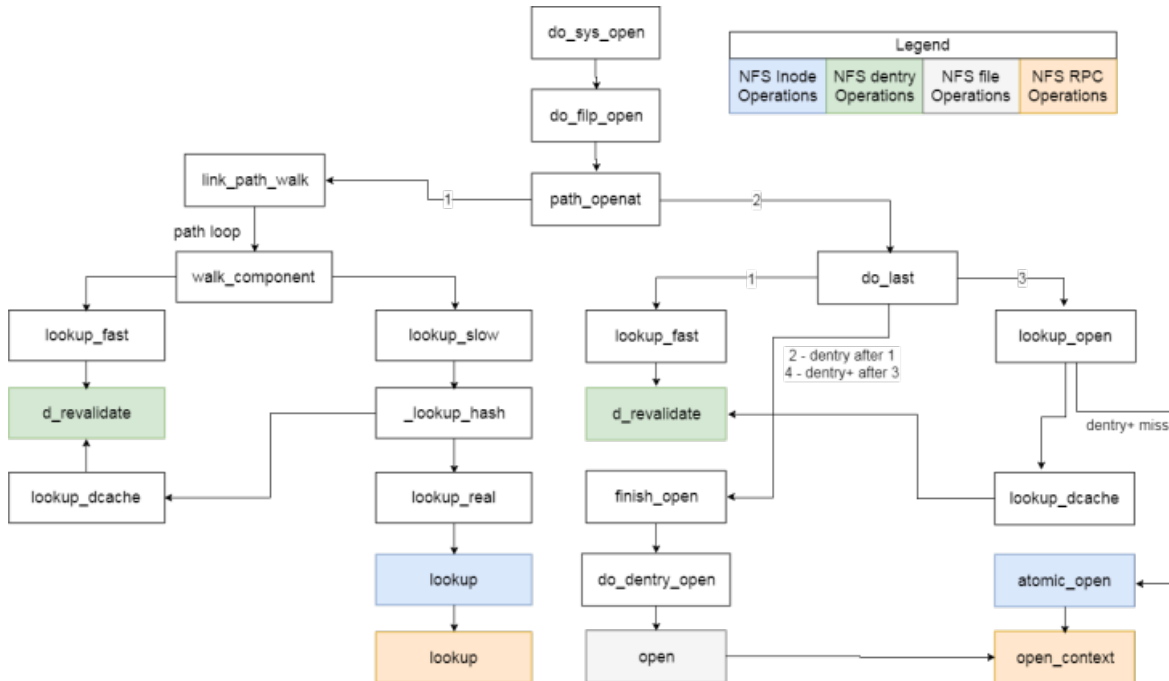 do_sys_open
Legend
NFS Inode
Operations
NFS dentry
Operations
NFS file
Operations
NFS RPC
Operations
do_filp_open
link_path_walk
1
path_openat
2
path loop
walk_component
1
do_last
3
lookup_fast
lookup_slow
lookup_fast
lookup_open
2 - dentry after 1
4 - dentry+ after 3
d_revalidate
_lookup_hash
d_revalidate
dentry+ miss
lookup_dcache
lookup_real
finish_open
lookup_dcache
lookup
do_dentry_open
atomic_open
lookup
open
open_context